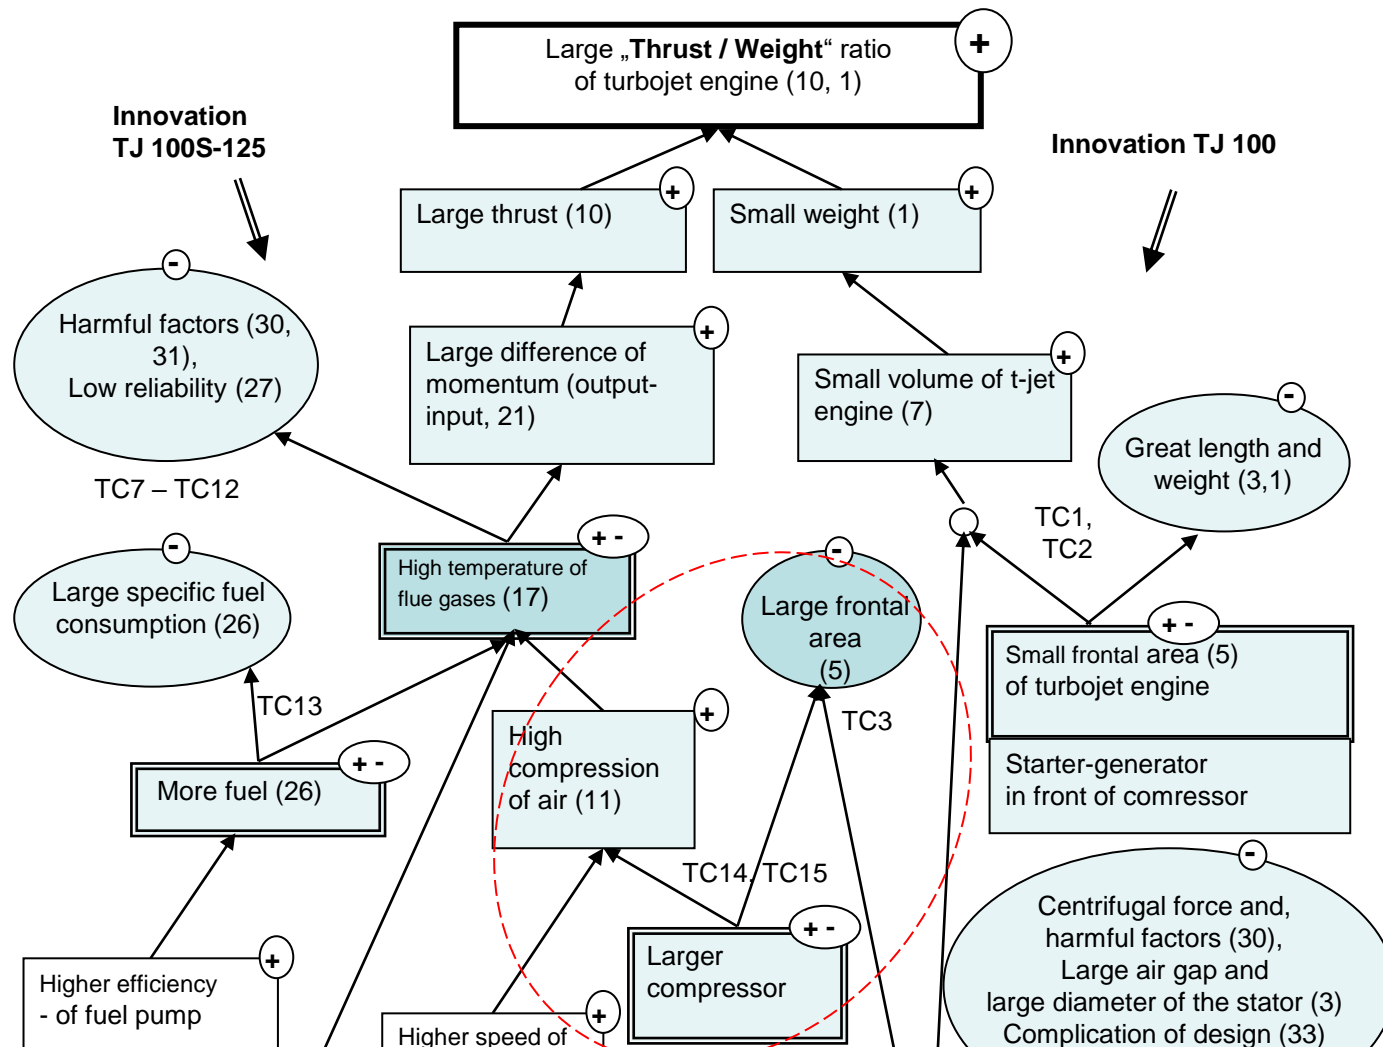 Large „Thrust / Weight“ ratio
of turbojet engine (10, 1)
+
Innovation
TJ 100S-125
Innovation TJ 100
Large thrust (10)
+
Small weight (1)
+
-
Harmful factors (30,
31),
Low reliability (27)
Large difference of
momentum (output-
input, 21)
+
Small volume of t-jet
engine (7)
+
-
Great length and
weight (3,1)
TC7 – TC12
TC1,
TC2
-
Large specific fuel
consumption (26)
+ -
High temperature of
flue gases (17)
-
Large frontal
area
(5)
+ -
Small frontal area (5)
of turbojet engine
Starter-generator
in front of comressor
TC13
TC3
+
High
compression
of air (11)
+ -
More fuel (26)
TC14, TC15
-
Centrifugal force and,
harmful factors (30),
Large air gap and
large diameter of the stator (3)
Complication of design (33)
+ -
Larger
compressor
+
Higher efficiency
- of fuel pump
+
Higher speed of